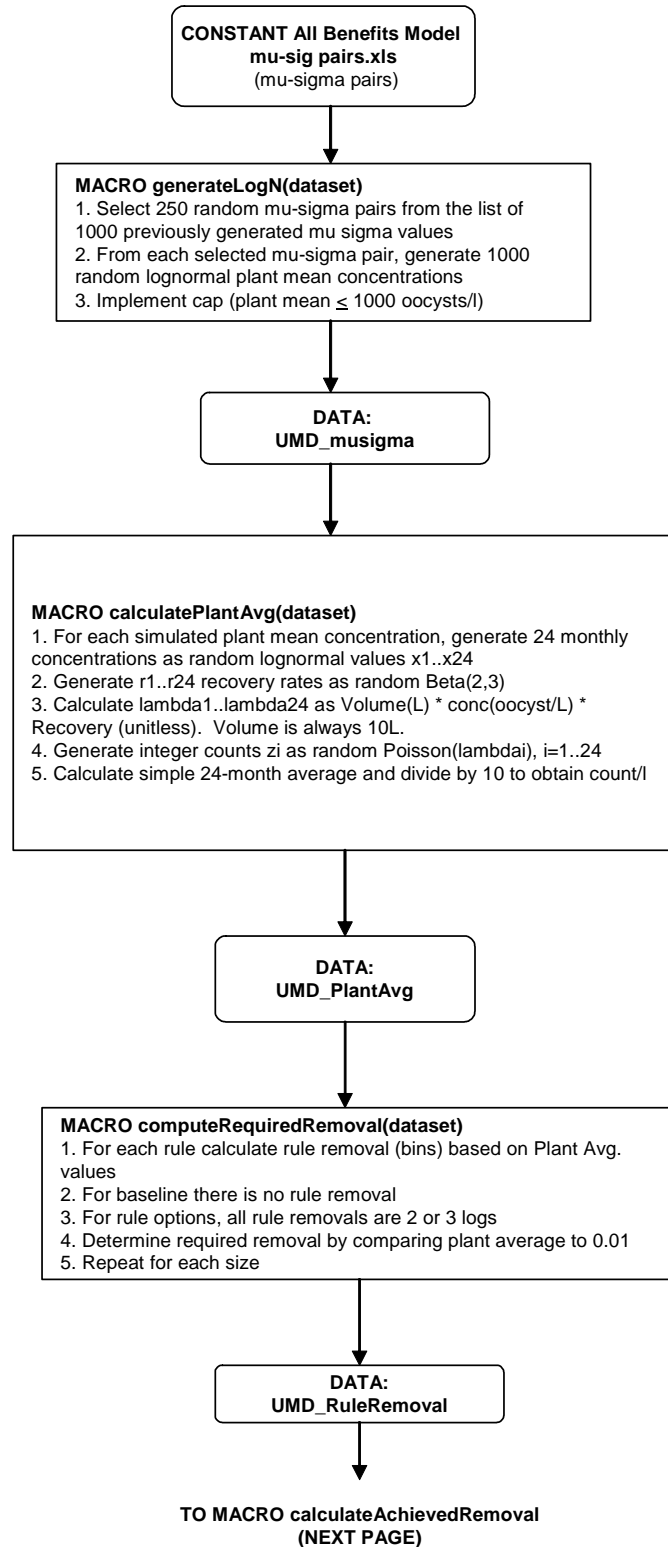 CONSTANT All Benefits Model
mu-sig pairs.xls
(mu-sigma pairs)
MACRO generateLogN(dataset)
1. Select 250 random mu-sigma pairs from the list of
1000 previously generated mu sigma values
2. From each selected mu-sigma pair, generate 1000
random lognormal plant mean concentrations
3. Implement cap (plant mean ≤ 1000 oocysts/l)
DATA:
UMD_musigma
MACRO calculatePlantAvg(dataset)
1. For each simulated plant mean concentration, generate 24 monthly
concentrations as random lognormal values x1..x24
2. Generate r1..r24 recovery rates as random Beta(2,3)
3. Calculate lambda1..lambda24 as Volume(L) * conc(oocyst/L) *
Recovery (unitless).  Volume is always 10L.
4. Generate integer counts zi as random Poisson(lambdai), i=1..24
5. Calculate simple 24-month average and divide by 10 to obtain count/l
DATA:
UMD_PlantAvg
MACRO computeRequiredRemoval(dataset)
1. For each rule calculate rule removal (bins) based on Plant Avg.
values
2. For baseline there is no rule removal
3. For rule options, all rule removals are 2 or 3 logs
4. Determine required removal by comparing plant average to 0.01
5. Repeat for each size
DATA:
UMD_RuleRemoval
TO MACRO calculateAchievedRemoval
(NEXT PAGE)